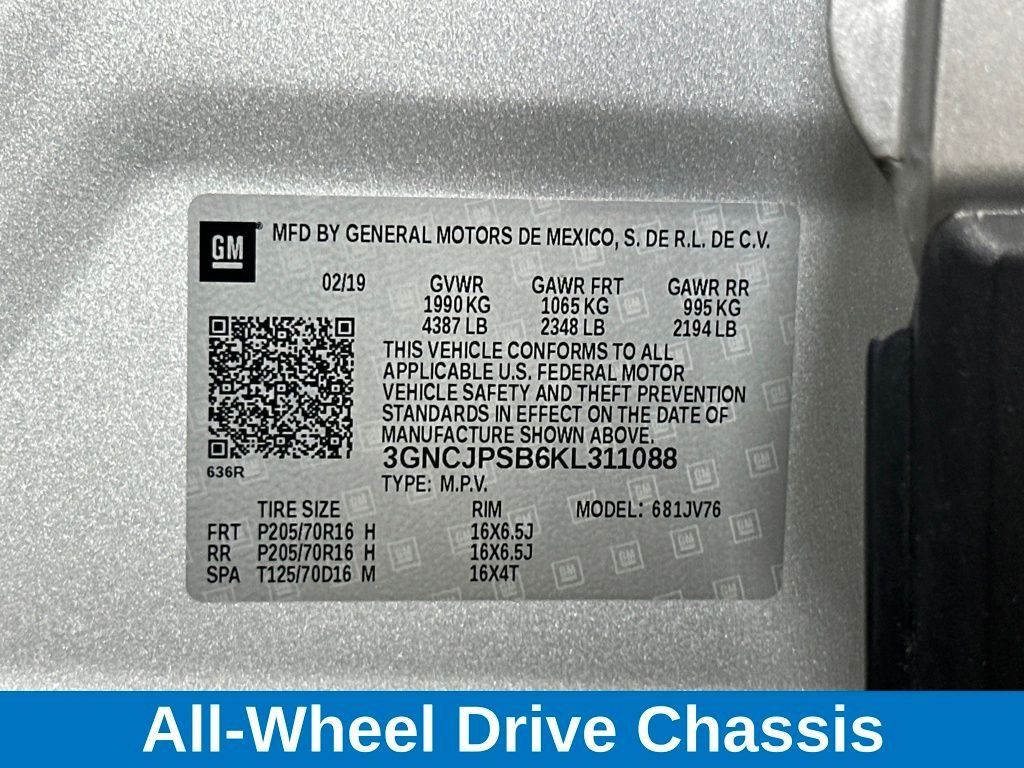 GM
MFD BY GENERAL MOTORS DE MEXICO, S. DE R.L. DE C.V.
02/19 GVWR GAWR FRT GAWR RR
1990 KG 1065 KG 995 KG
4387 LB 2348 LB 2194 LB
THIS VEHICLE CONFORMS TO ALL
APPLICABLE U.S. FEDERAL MOTOR
VEHICLE SAFETY AND THEFT PREVENTION
STANDARDS IN EFFECT ON THE DATE OF
MANUFACTURE SHOWN ABOVE.
636R
3GNCJPSB6KL311088
TYPE: M.P.V.
TIRE SIZE RIM MODEL: 681JV76
FRT P205/70R16 H 16X6.5J
RR P205/70R16 H 16X6.5J
SPA T125/70D16 M 16X4T
All-Wheel Drive Chassis